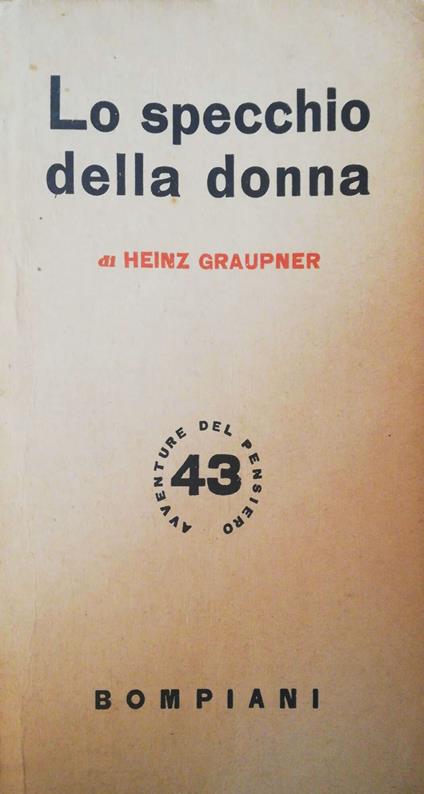 Lo specchio
della donna
di HEINZ GRAUPNER
AVVENTURE DEL PENSIERO
43
BOMPIANI